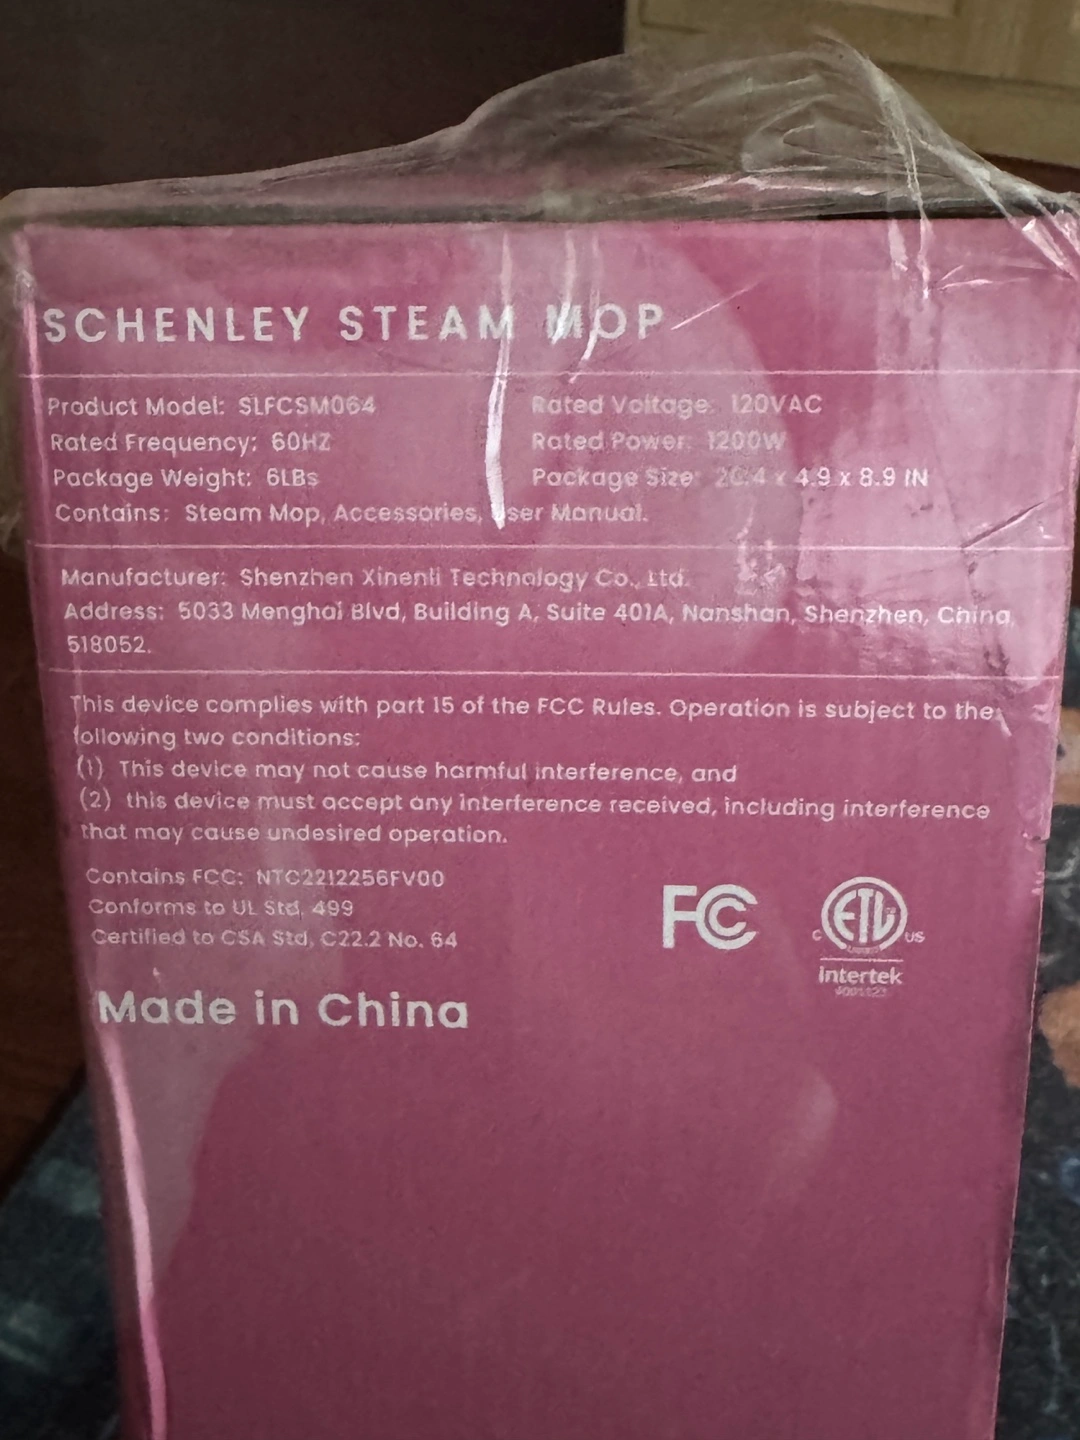 SCHENLEY STEAM MOP
Product Model: SLFCSM064 Rated Voltage: 120VAC
Rated Frequency: 60HZ Rated Power: 1200W
Package Weight: 6LBs Package Size: 20.4 x 4.9 x 8.9 IN
Contains: Steam Mop, Accessories, User Manual.
Manufacturer: Shenzhen Xinenli Technology Co., Ltd.
Address: 5033 Menghai Blvd, Building A, Suite 401A, Nanshan, Shenzhen, China,
518052.
This device complies with part 15 of the FCC Rules. Operation is subject to the
following two conditions:
(1) This device may not cause harmful interference, and
(2) this device must accept any interference received, including interference
that may cause undesired operation.
Contains FCC: NTC2212256FV00
Conforms to UL Std, 499
Certified to CSA Std, C22.2 No. 64
FC
C ETL US
Intertek
Made in China